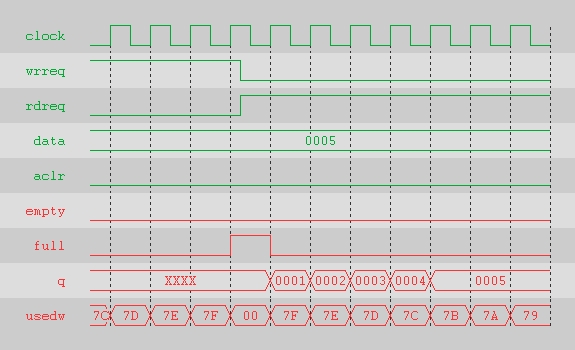 clock
wrreq
rdreq
data 0005
aclr
empty
full
q XXXX 0001 0002 0003 0004 0005
usedw 7C 7D 7E 7F 00 7F 7E 7D 7C 7B 7A 79